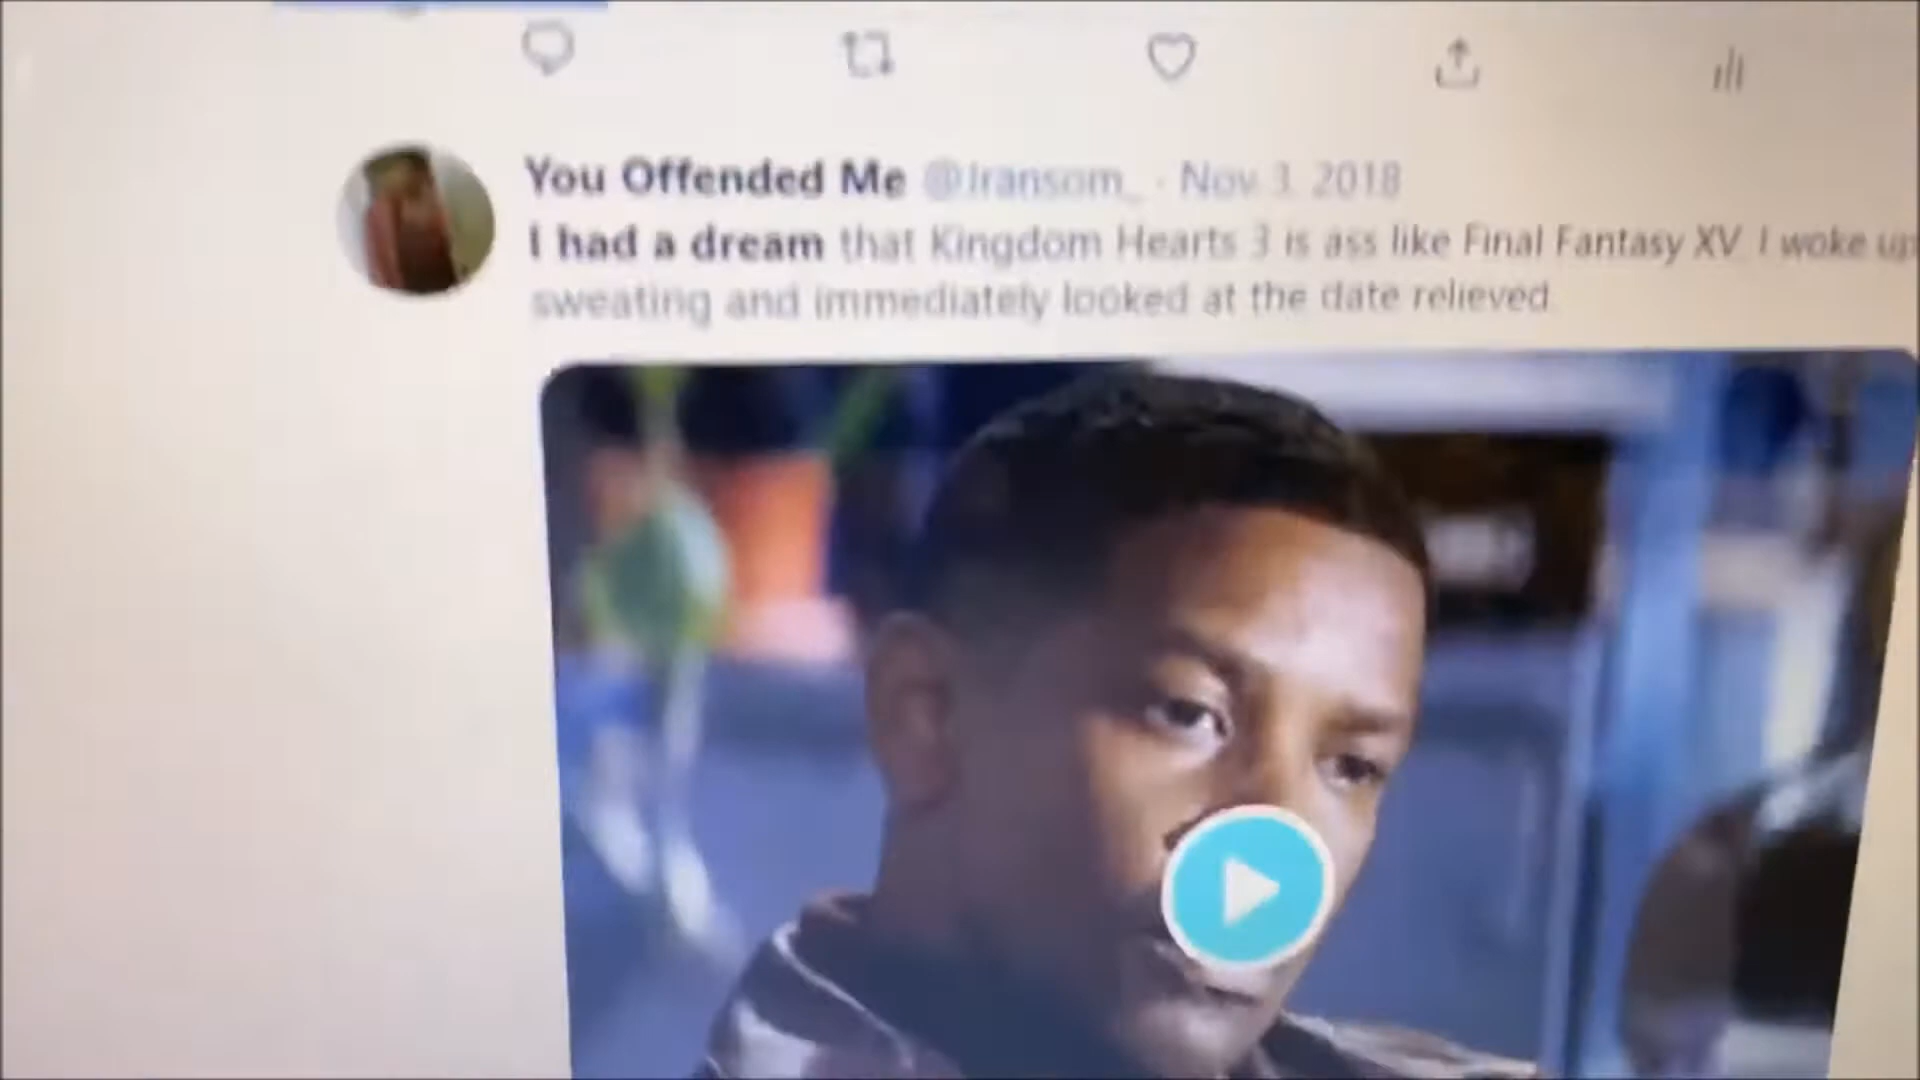 You Offended Me @Jransom_ · Nov 3, 2018
I had a dream that Kingdom Hearts 3 is ass like Final Fantasy XV. I woke up
sweating and immediately looked at the date relieved.